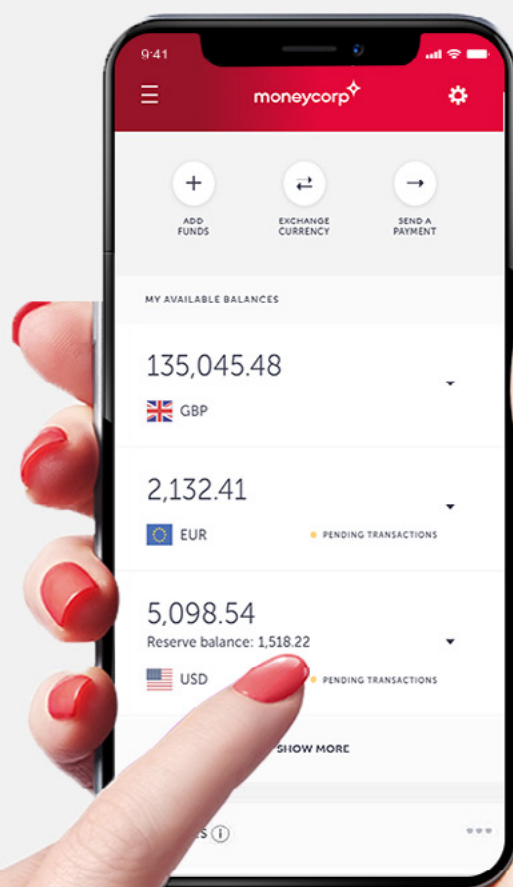 9:41
moneycorp
ADD
FUNDS
EXCHANGE
CURRENCY
SEND A
PAYMENT
MY AVAILABLE BALANCES
135,045.48
GBP
2,132.41
EUR
PENDING TRANSACTIONS
5,098.54
Reserve balance: 1,518.22
USD
PENDING TRANSACTIONS
SHOW MORE